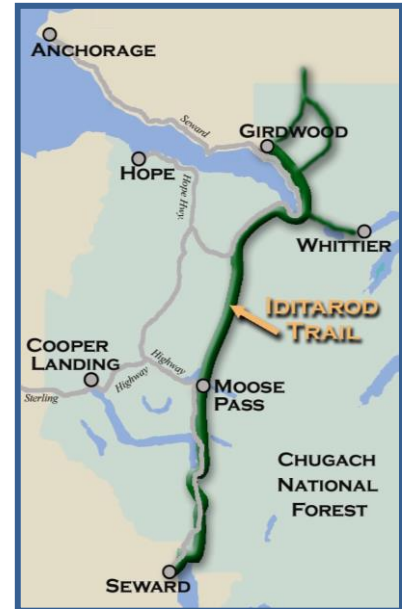 ANCHORAGE
Seward
GIRDWOOD
HOPE
Hope Hwy.
WHITTIER
IDITAROD
TRAIL
COOPER
LANDING
Highway
Highway
Sterling
MOOSE
PASS
CHUGACH
NATIONAL
FOREST
SEWARD